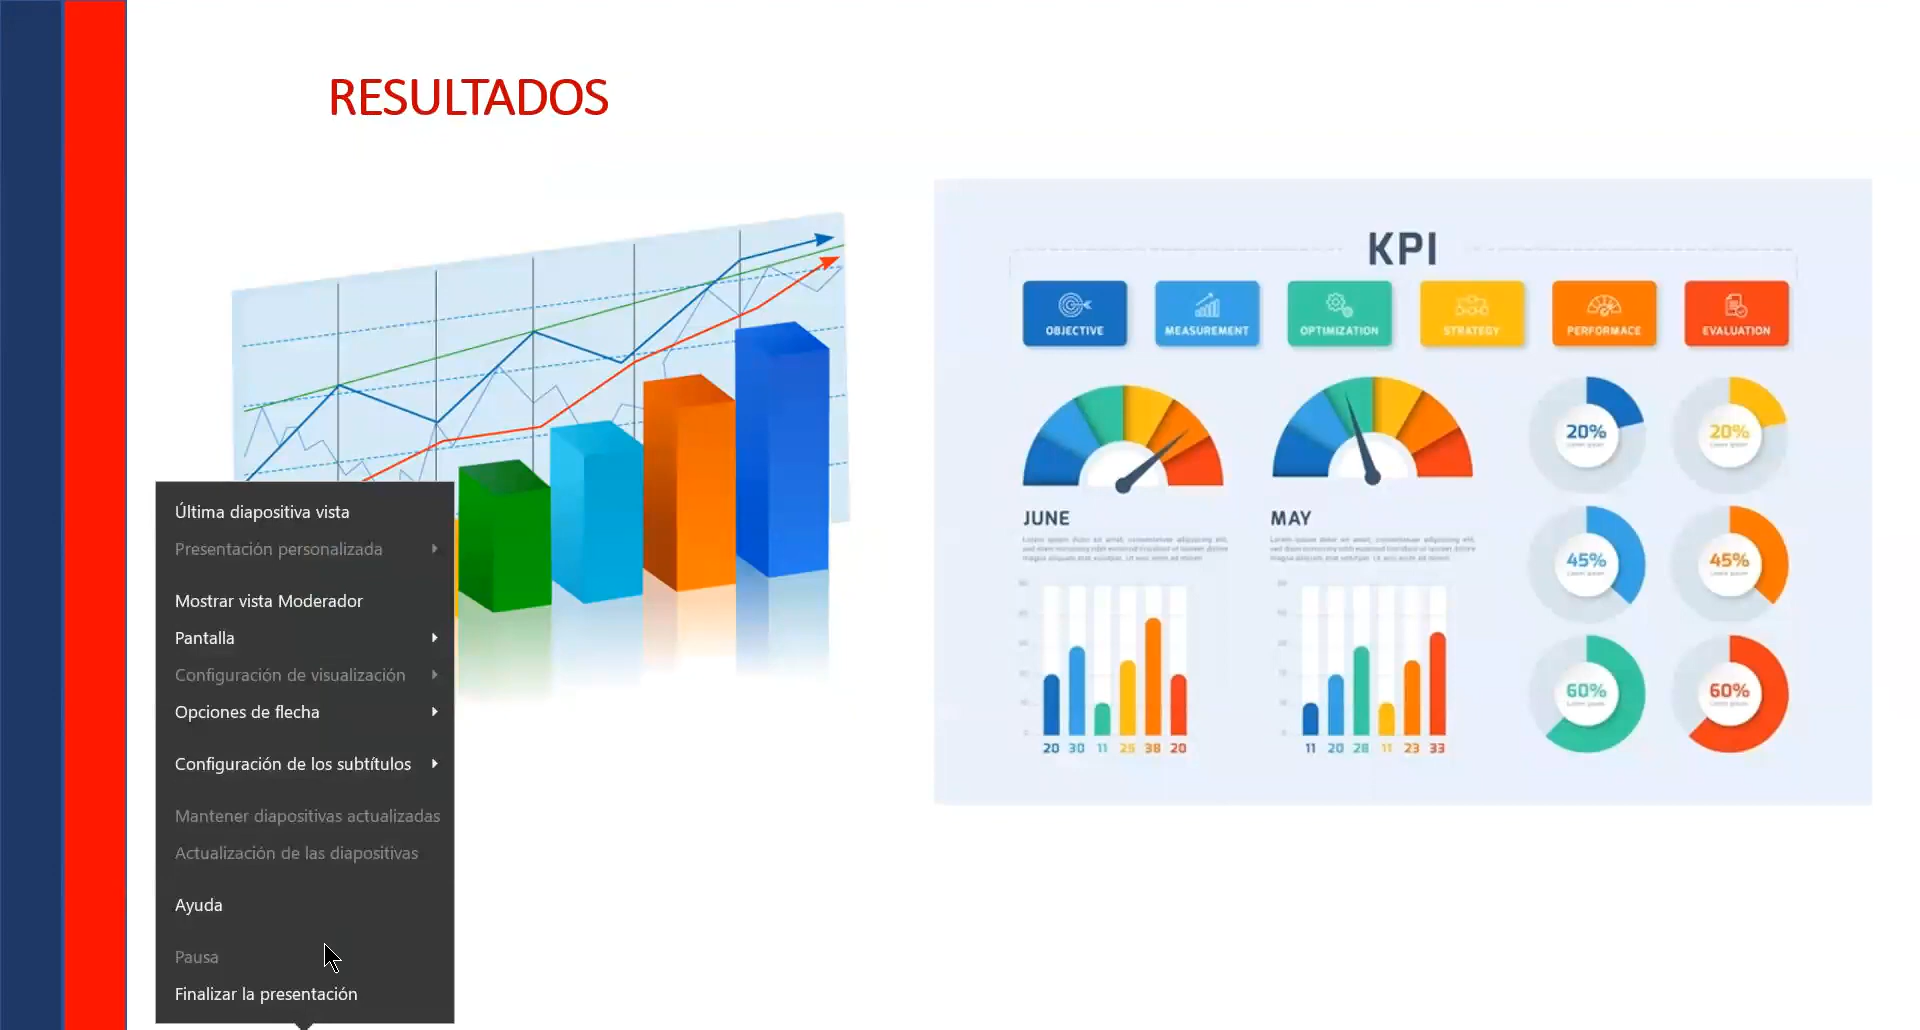 RESULTADOS
KPI
OBJECTIVE
MEASUREMENT
OPTIMIZATION
STRATEGY
PERFORMACE
EVALUATION
20%
20%
JUNE
MAY
45%
45%
60%
60%
20 30 11 25 38 20
11 20 28 11 23 33
Última diapositiva vista
Presentación personalizada
Mostrar vista Moderador
Pantalla
Configuración de visualización
Opciones de flecha
Configuración de los subtítulos
Mantener diapositivas actualizadas
Actualización de las diapositivas
Ayuda
Pausa
Finalizar la presentación